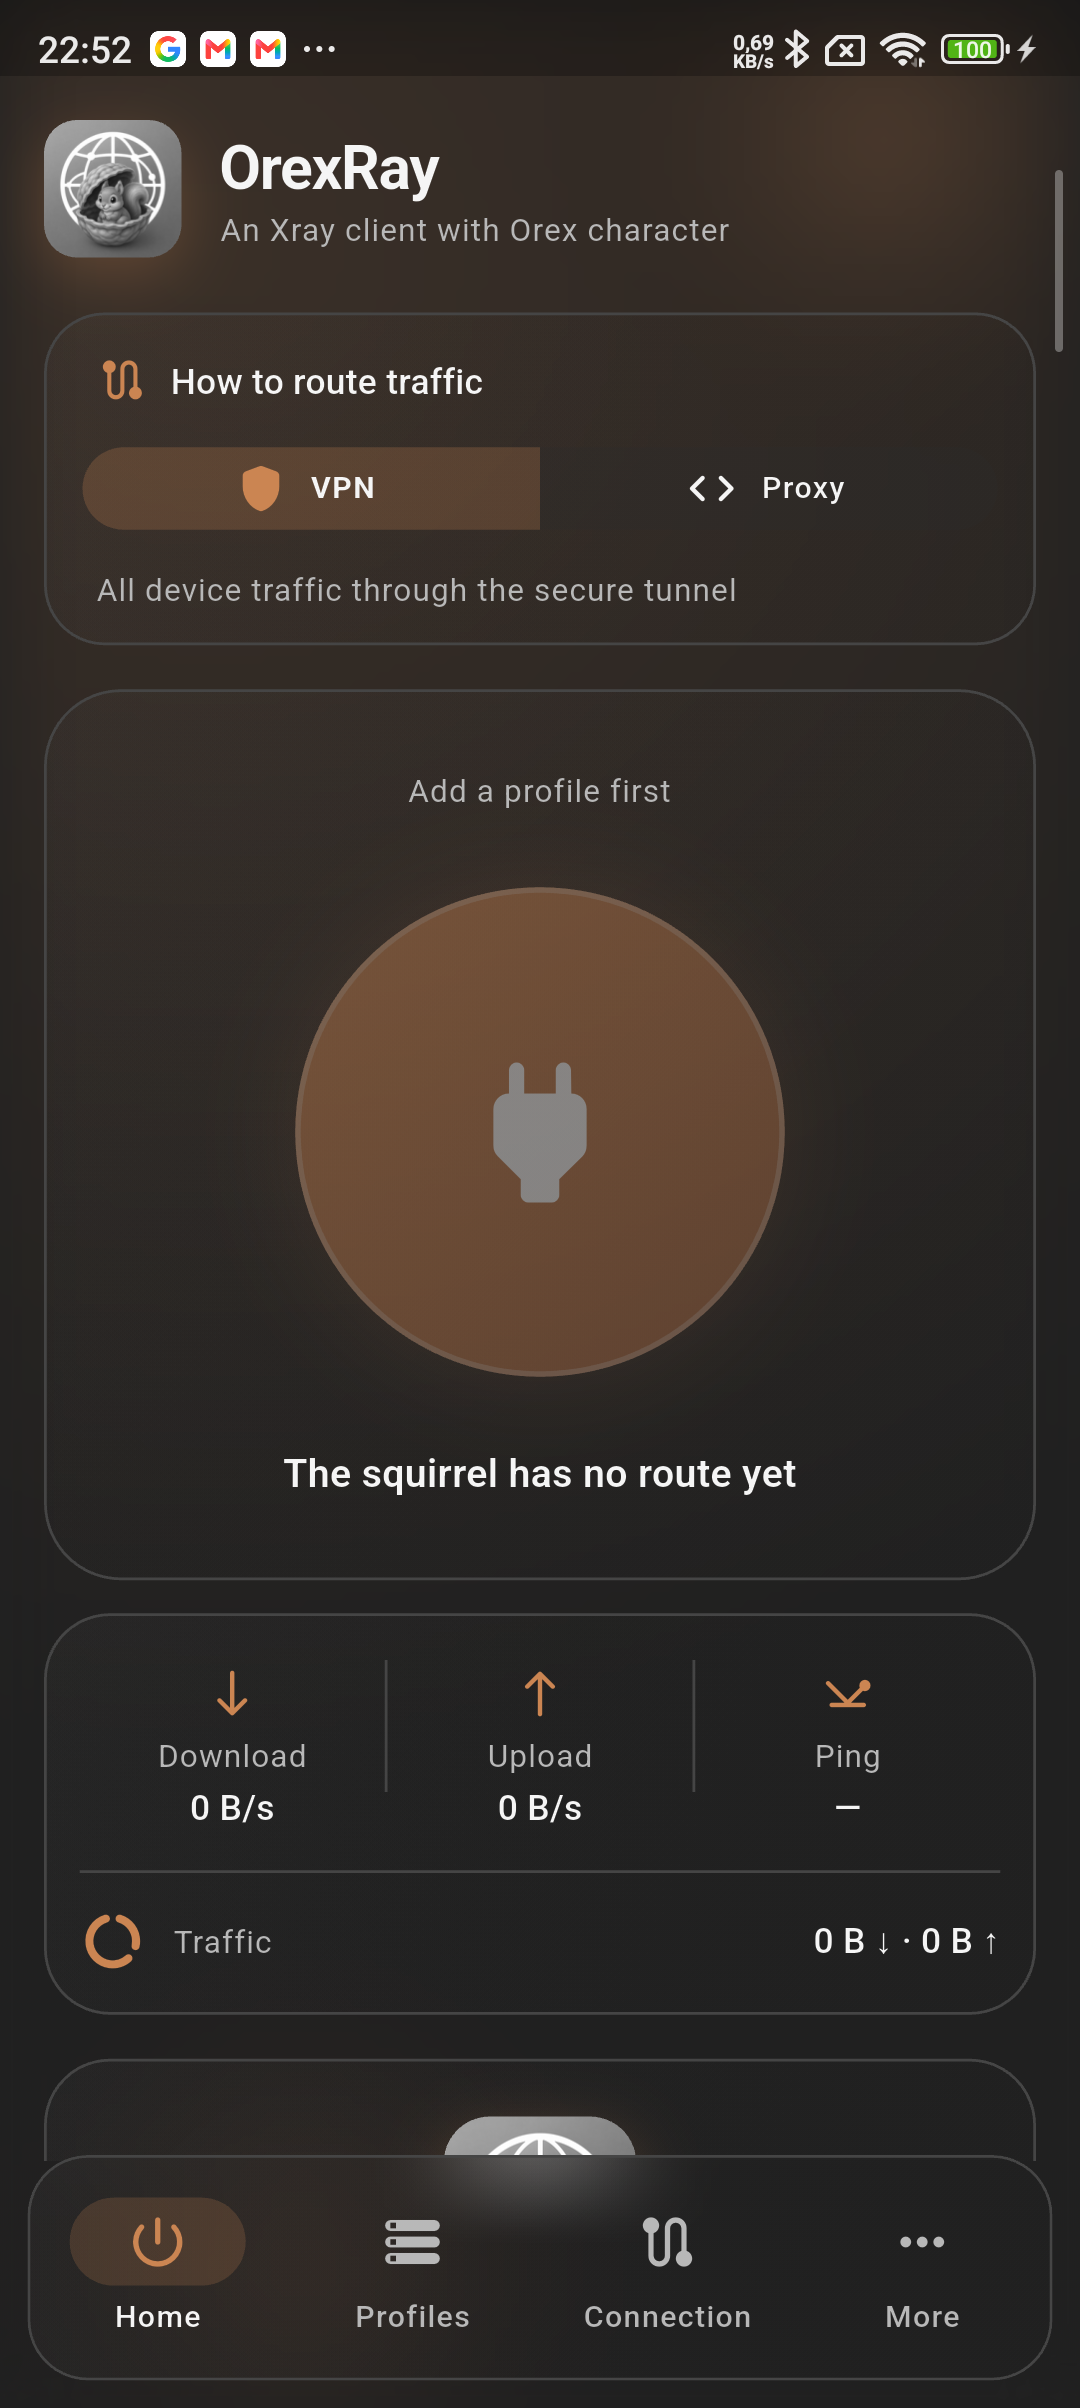 22:52
0,69
KB/s
100
OrexRay
An Xray client with Orex character
How to route traffic
VPN
Proxy
All device traffic through the secure tunnel
Add a profile first
The squirrel has no route yet
Download
Upload
Ping
0 B/s
0 B/s
—
Traffic
0 B ↓ · 0 B ↑
Home
Profiles
Connection
More